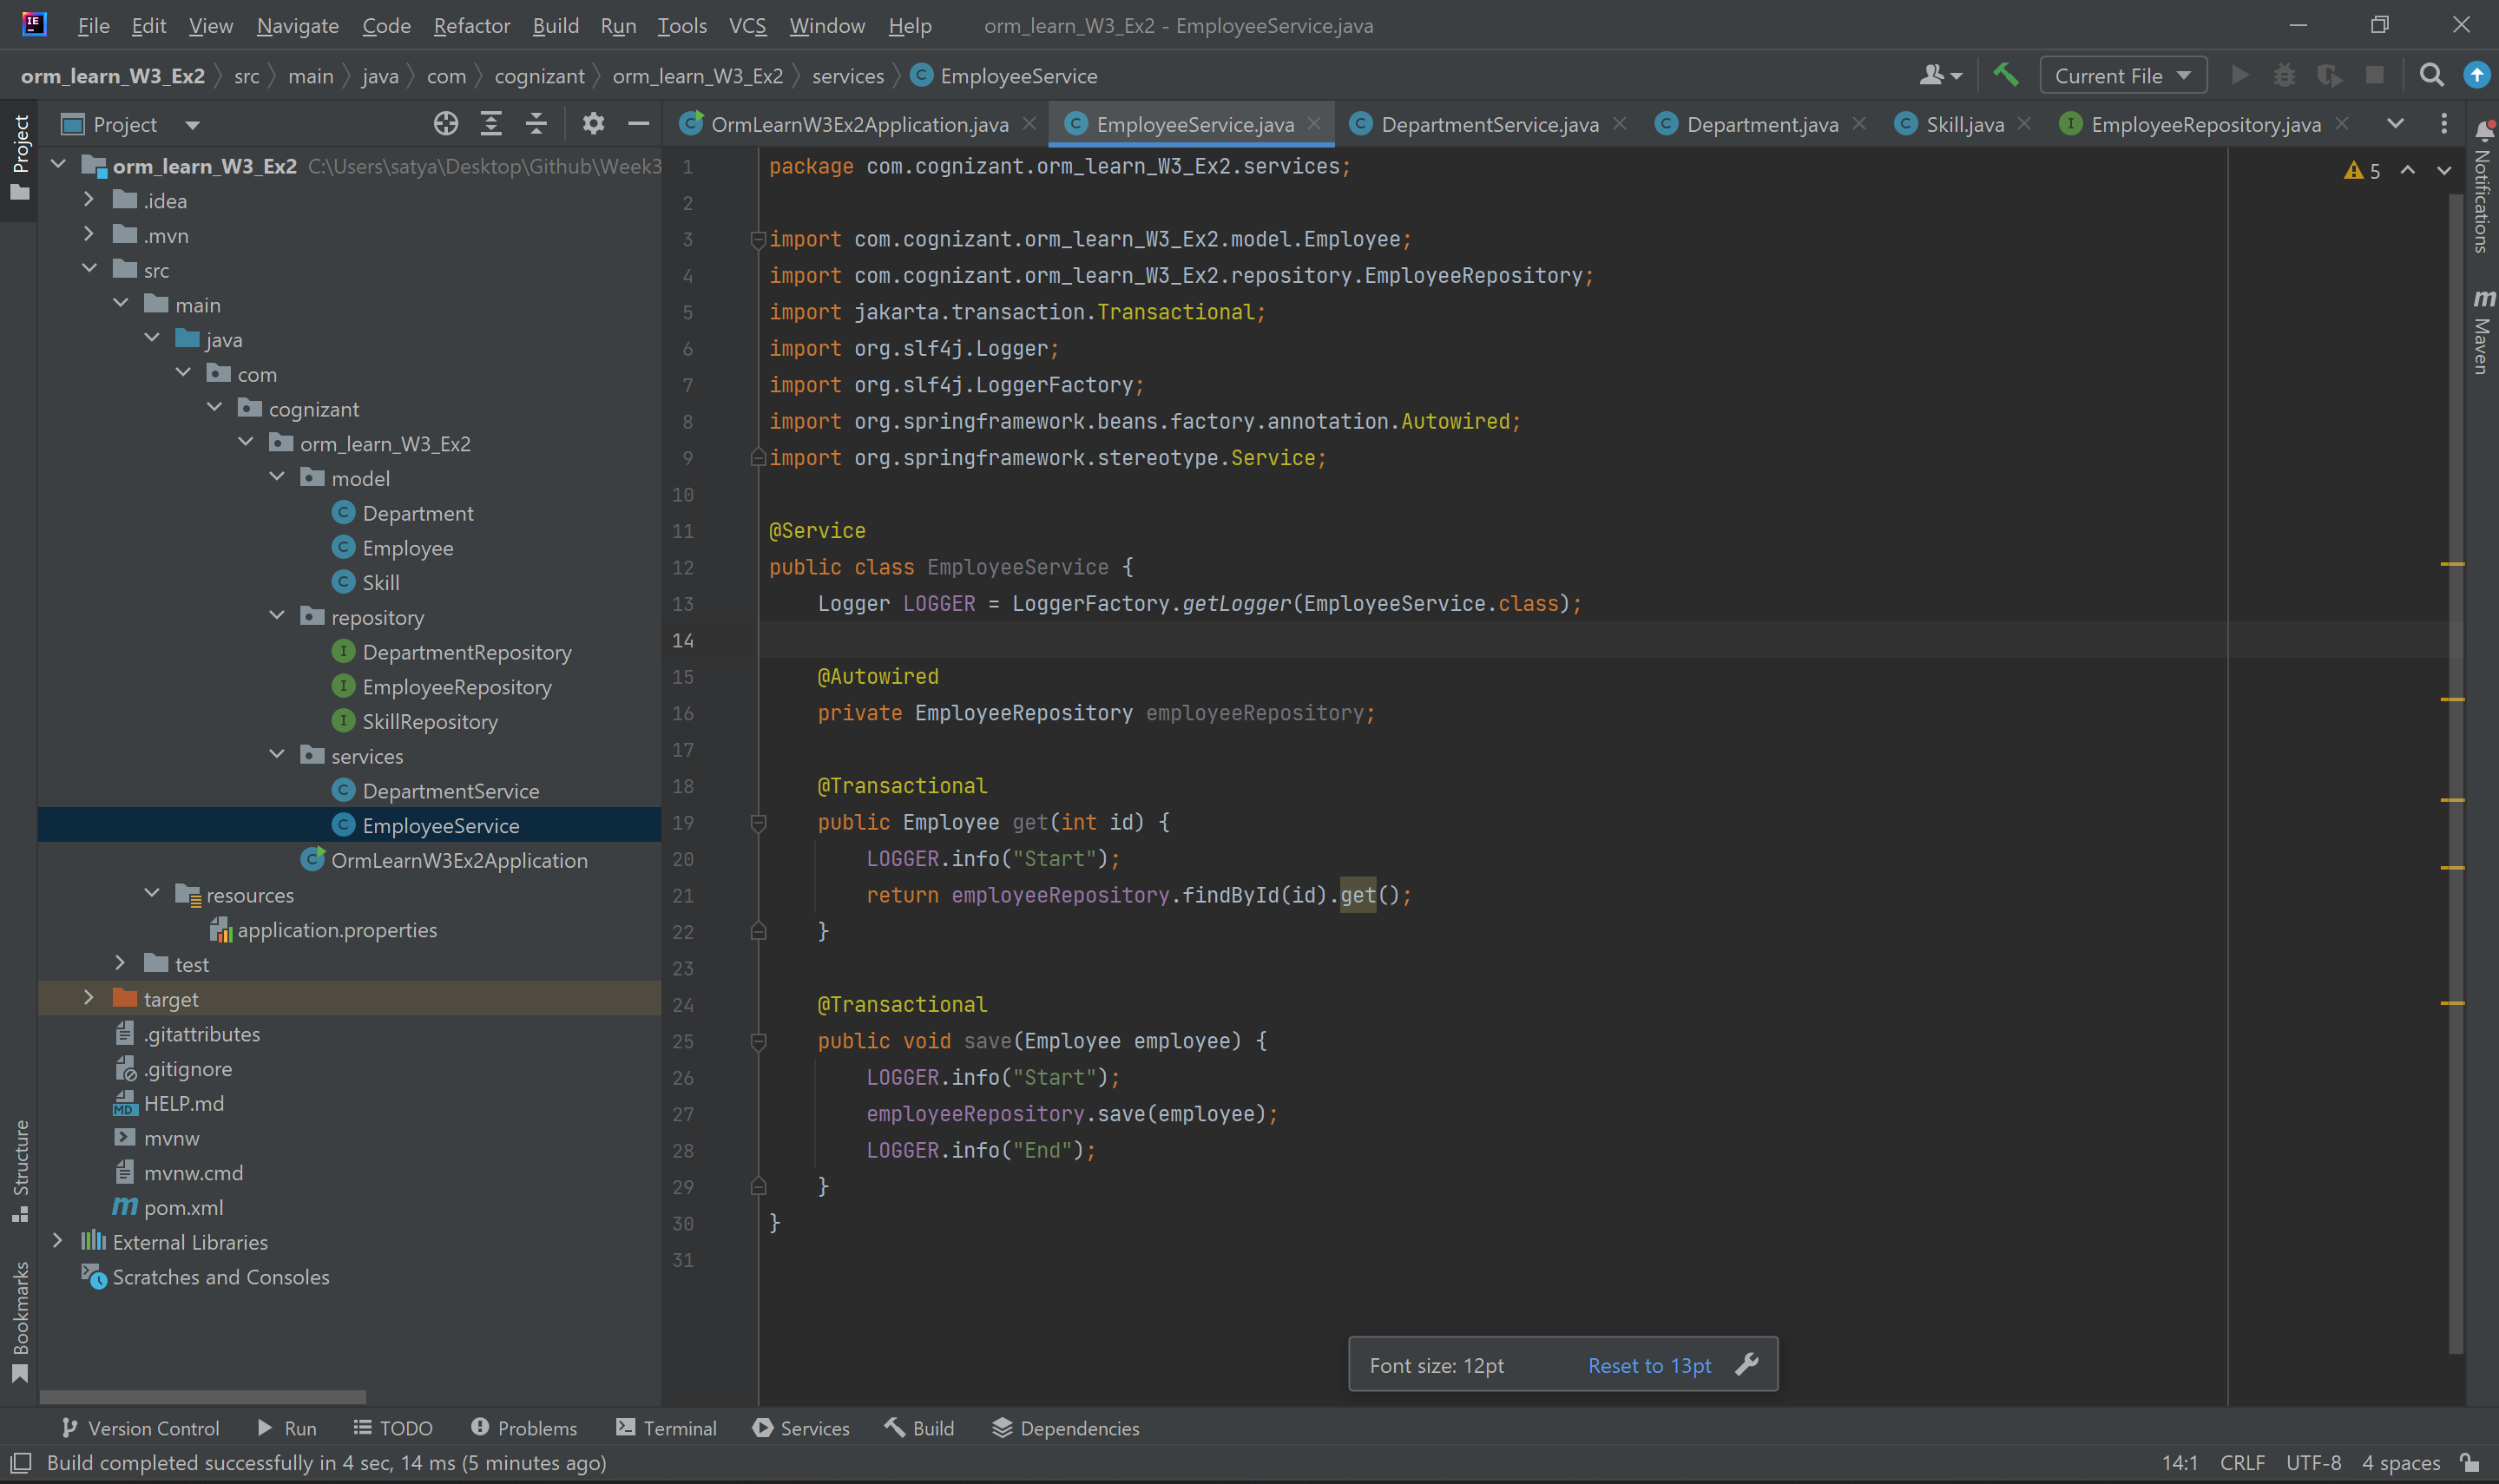 File Edit View Navigate Code Refactor Build Run Tools VCS Window Help orm_learn_W3_Ex2 - EmployeeService.java
orm_learn_W3_Ex2 src main java com cognizant orm_learn_W3_Ex2 services C EmployeeService Current File
Project
OrmLearnW3Ex2Application.java EmployeeService.java DepartmentService.java Department.java Skill.java EmployeeRepository.java
Project
Structure
Bookmarks
orm_learn_W3_Ex2 C:\Users\satya\Desktop\Github\Week3
.idea
.mvn
src
main
java
com
cognizant
orm_learn_W3_Ex2
model
C Department
C Employee
C Skill
repository
I DepartmentRepository
I EmployeeRepository
I SkillRepository
services
C DepartmentService
C EmployeeService
OrmLearnW3Ex2Application
resources
application.properties
test
target
.gitattributes
.gitignore
HELP.md
mvnw
mvnw.cmd
pom.xml
External Libraries
Scratches and Consoles
1 package com.cognizant.orm_learn_W3_Ex2.services;
2
3 import com.cognizant.orm_learn_W3_Ex2.model.Employee;
4 import com.cognizant.orm_learn_W3_Ex2.repository.EmployeeRepository;
5 import jakarta.transaction.Transactional;
6 import org.slf4j.Logger;
7 import org.slf4j.LoggerFactory;
8 import org.springframework.beans.factory.annotation.Autowired;
9 import org.springframework.stereotype.Service;
10
11 @Service
12 public class EmployeeService {
13 Logger LOGGER = LoggerFactory.getLogger(EmployeeService.class);
14
15 @Autowired
16 private EmployeeRepository employeeRepository;
17
18 @Transactional
19 public Employee get(int id) {
20 LOGGER.info("Start");
21 return employeeRepository.findById(id).get();
22 }
23
24 @Transactional
25 public void save(Employee employee) {
26 LOGGER.info("Start");
27 employeeRepository.save(employee);
28 LOGGER.info("End");
29 }
30 }
31
5
Notifications
m Maven
Font size: 12pt Reset to 13pt
Version Control Run TODO Problems Terminal Services Build Dependencies
Build completed successfully in 4 sec, 14 ms (5 minutes ago) 14:1 CRLF UTF-8 4 spaces